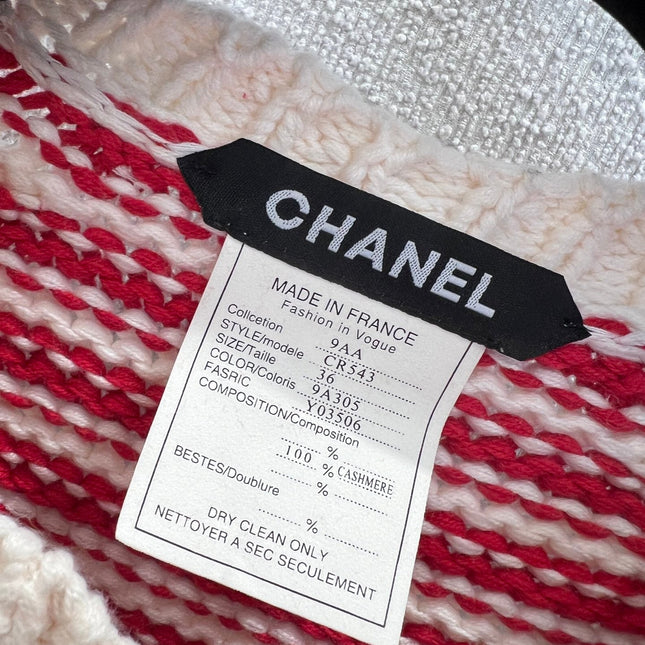 CHANEL
MADE IN FRANCE
Fashion in Vogue
Collcetion 9AA
STYLE/modele CR543
SIZE/Taille 36
COLOR/Coloris 9A305
FASRIC Y03506
COMPOSITION/Composition
%
100 % CASHMERE
BESTES/Doublure %
%
DRY CLEAN ONLY
NETTOYER A SEC SECULEMENT